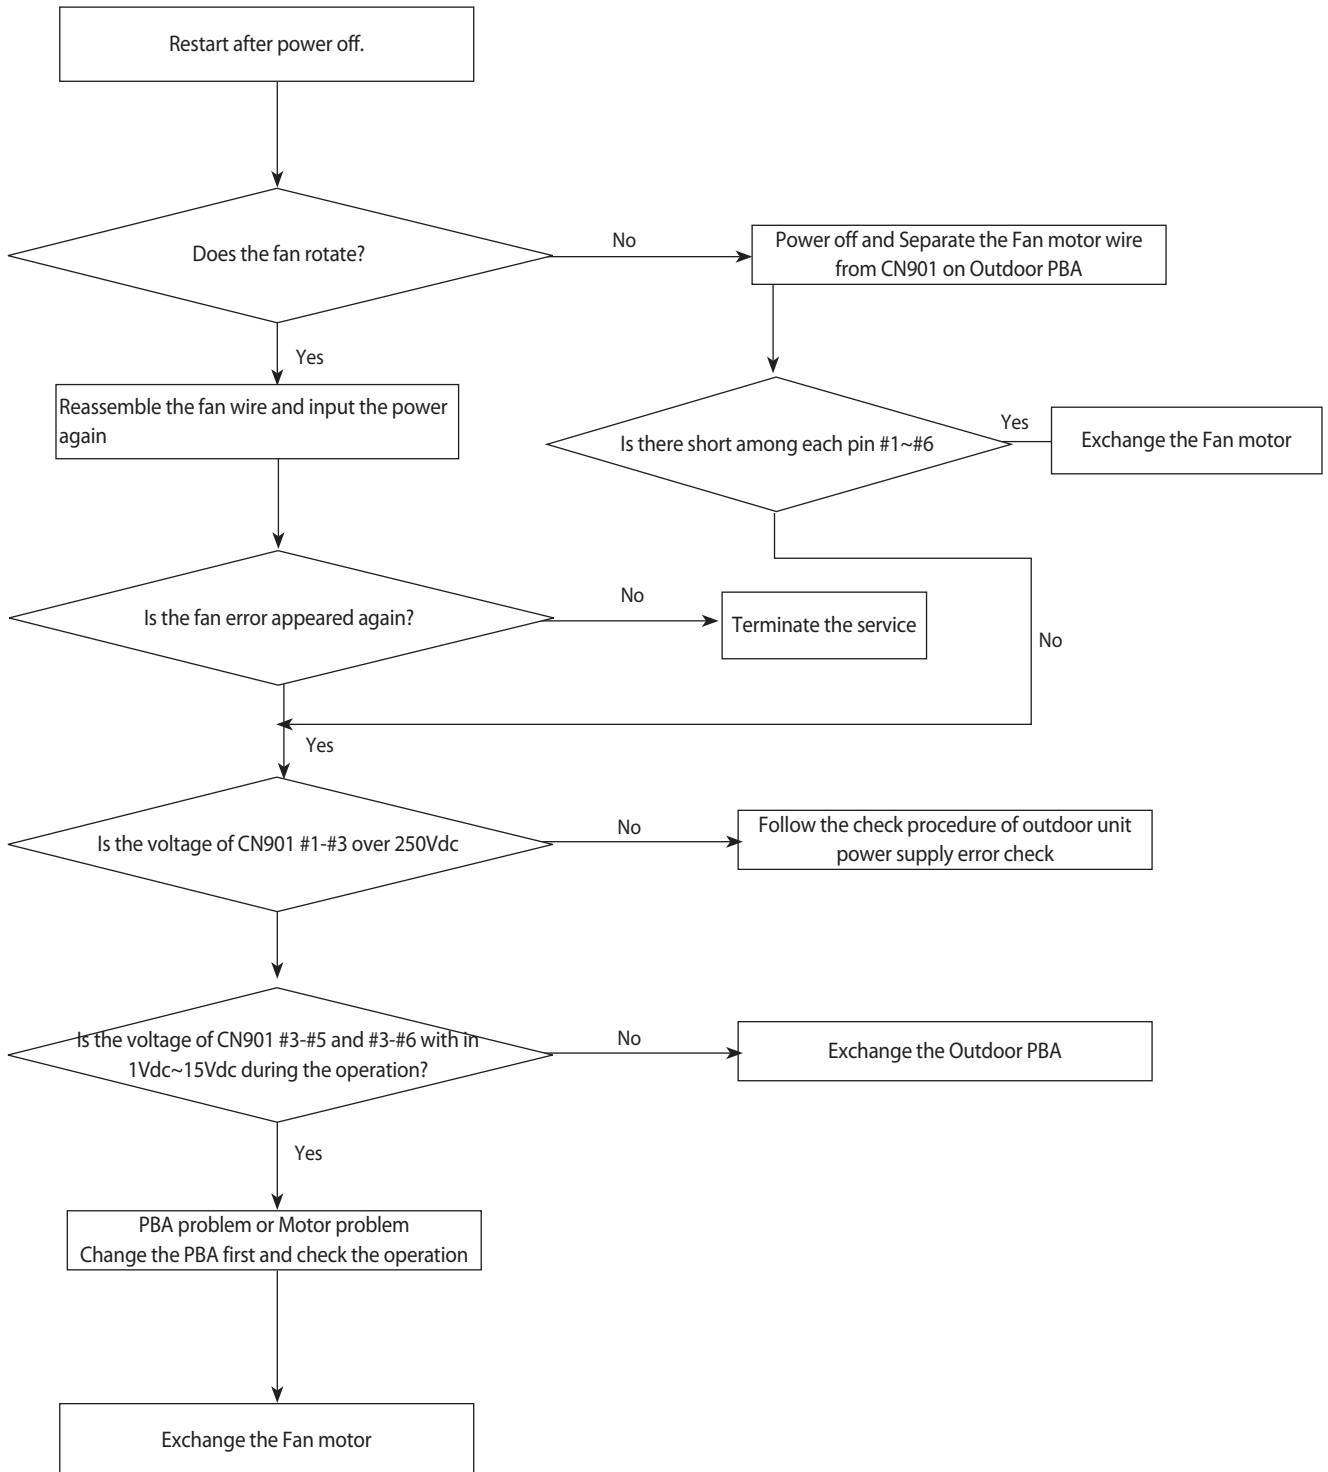 Restart after power off.
Does the fan rotate?
No
Power off and Separate the Fan motor wire
from CN901 on Outdoor PBA
Yes
Reassemble the fan wire and input the power
again
Is there short among each pin #1~#6
Yes
Exchange the Fan motor
Is the fan error appeared again?
No
Terminate the service
No
Yes
Is the voltage of CN901 #1-#3 over 250Vdc
No
Follow the check procedure of outdoor unit
power supply error check
Is the voltage of CN901 #3-#5 and #3-#6 with in
1Vdc~15Vdc during the operation?
No
Exchange the Outdoor PBA
Yes
PBA problem or Motor problem
Change the PBA first and check the operation
Exchange the Fan motor